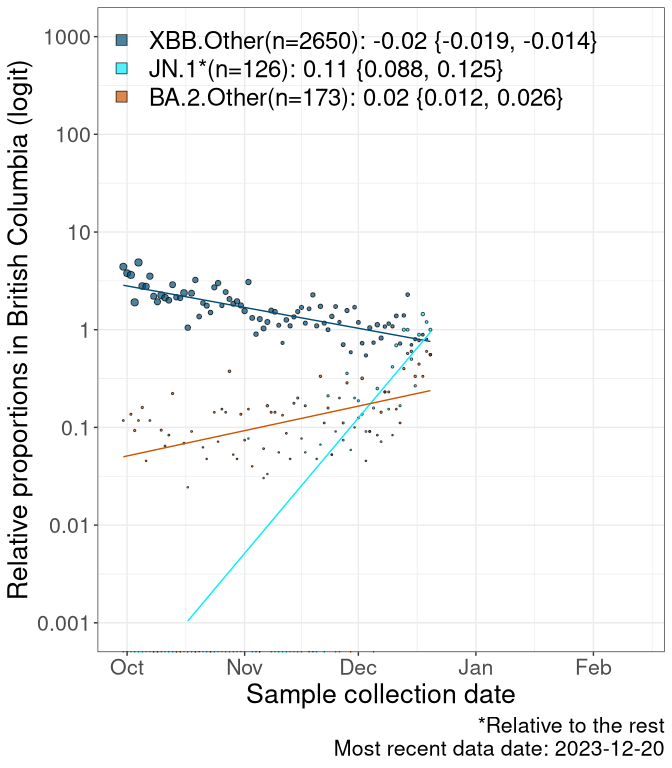 XBB.Other(n=2650): -0.02 {-0.019, -0.014}
JN.1*(n=126): 0.11 {0.088, 0.125}
BA.2.Other(n=173): 0.02 {0.012, 0.026}
Relative proportions in British Columbia (logit)
1000
100
10
1
0.1
0.01
0.001
Oct Nov Dec Jan Feb
Sample collection date
*Relative to the rest
Most recent data date: 2023-12-20